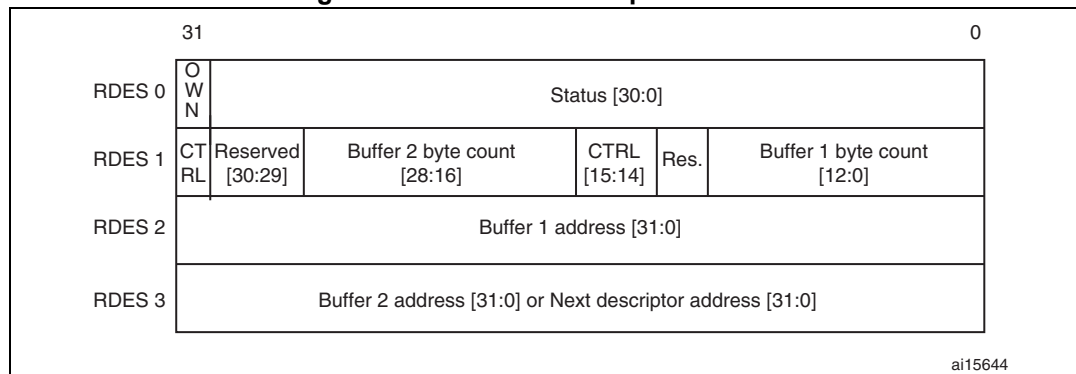 31 0
RDES 0 OWN Status [30:0]
RDES 1 CTRL Reserved [30:29] Buffer 2 byte count [28:16] CTRL [15:14] Res. Buffer 1 byte count [12:0]
RDES 2 Buffer 1 address [31:0]
RDES 3 Buffer 2 address [31:0] or Next descriptor address [31:0]
ai15644